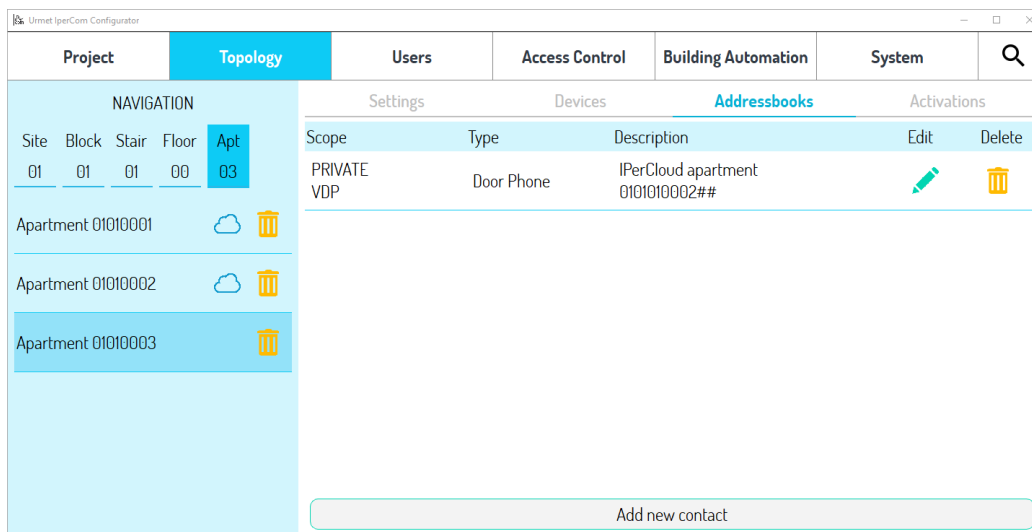 Urmet IperCom Configurator
Project Topology Users Access Control Building Automation System
NAVIGATION
Site Block Stair Floor Apt
01 01 01 00 03
Apartment 01010001
Apartment 01010002
Apartment 01010003
Settings Devices Addressbooks Activations
Scope Type Description Edit Delete
PRIVATE
VDP
Door Phone
IPerCloud apartment
0101010002##
Add new contact